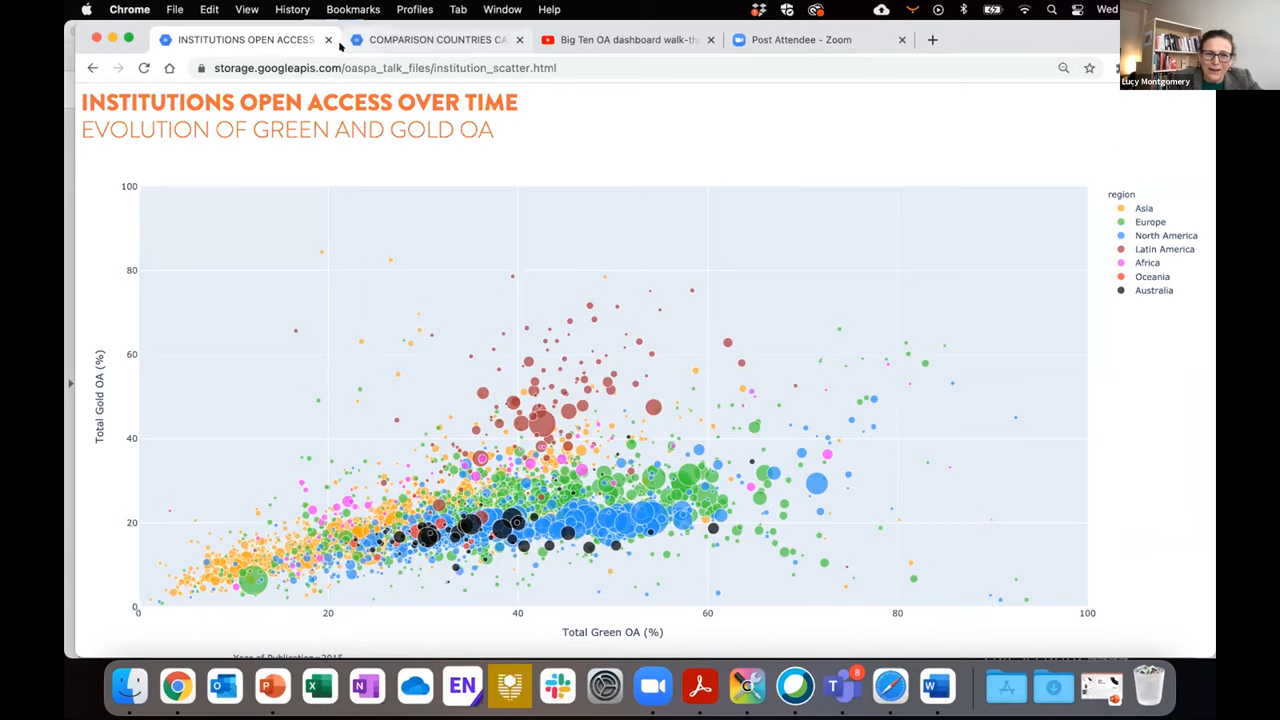 Chrome File Edit View History Bookmarks Profiles Tab Window Help Wed
INSTITUTIONS OPEN ACCESS COMPARISON COUNTRIES CA Big Ten OA dashboard walk-th Post Attendee - Zoom
Lucy Montgomery
storage.googleapis.com/oaspa_talk_files/institution_scatter.html
INSTITUTIONS OPEN ACCESS OVER TIME
EVOLUTION OF GREEN AND GOLD OA
region
Asia
Europe
North America
Latin America
Africa
Oceania
Australia
Total Gold OA (%)
100
80
60
40
20
0
0 20 40 60 80 100
Total Green OA (%)
EN
8